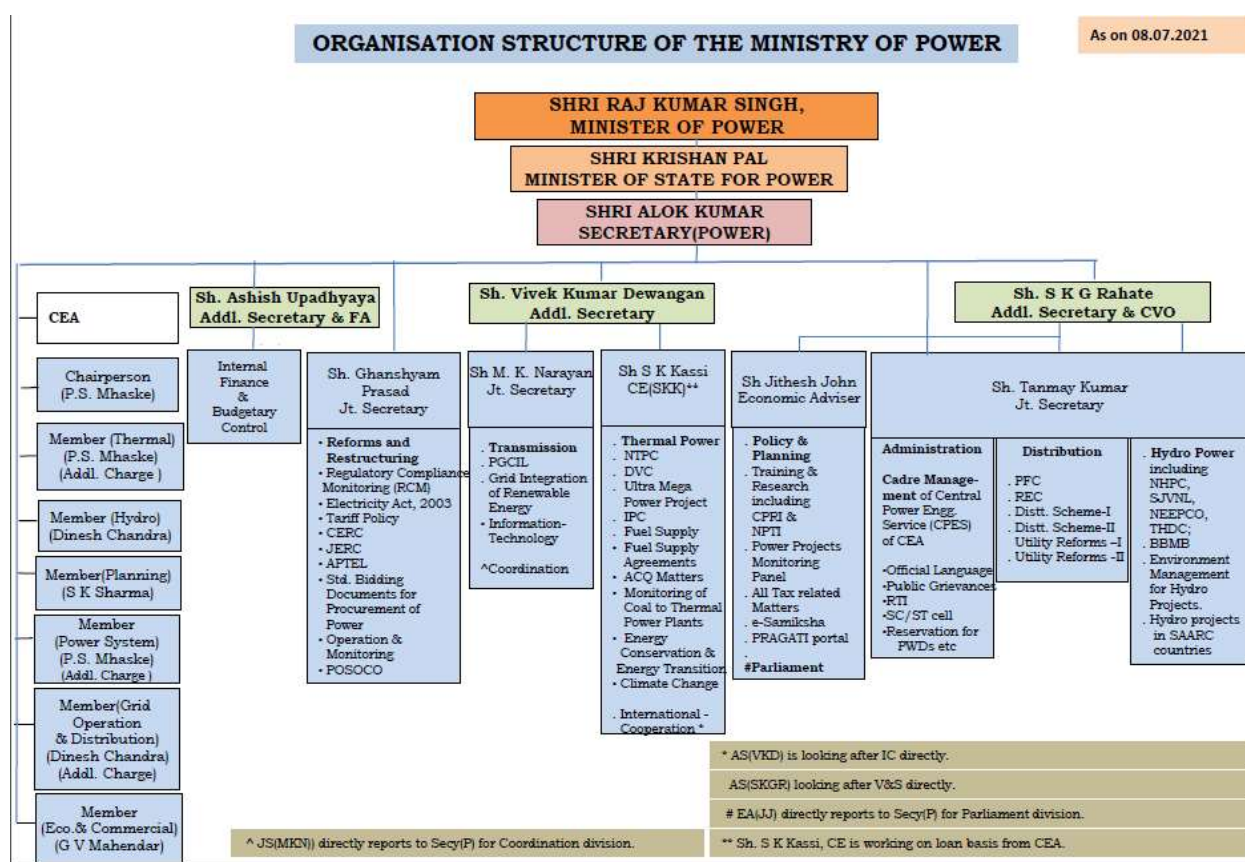 ORGANISATION STRUCTURE OF THE MINISTRY OF POWER
As on 08.07.2021
SHRI RAJ KUMAR SINGH,
MINISTER OF POWER
SHRI KRISHAN PAL
MINISTER OF STATE FOR POWER
SHRI ALOK KUMAR
SECRETARY(POWER)
CEA
Chairperson
(P.S. Mhaske)
Member (Thermal)
(P.S. Mhaske)
(Addl. Charge )
Member (Hydro)
(Dinesh Chandra)
Member(Planning)
(S K Sharma)
Member
(Power System)
(P.S. Mhaske)
(Addl. Charge )
Member(Grid
Operation
& Distribution)
(Dinesh Chandra)
(Addl. Charge)
Member
(Eco.& Commercial)
(G V Mahendar)
Sh. Ashish Upadhyaya
Addl. Secretary & FA
Internal
Finance
&
Budgetary
Control
Sh. Ghanshyam
Prasad
Jt. Secretary
• Reforms and
Restructuring
• Regulatory Compliance
Monitoring (RCM)
• Electricity Act, 2003
• Tariff Policy
• CERC
• JERC
• APTEL
• Std. Bidding
Documents for
Procurement of
Power
• Operation &
Monitoring
• POSOCO
Sh. Vivek Kumar Dewangan
Addl. Secretary
Sh M. K. Narayan
Jt. Secretary
. Transmission
. PGCIL
. Grid Integration
of Renewable
Energy
• Information-
Technology
^Coordination
Sh S K Kassi
CE(SKK)**
. Thermal Power
• NTPC
. DVC
. Ultra Mega
Power Project
• IPC
. Fuel Supply
• Fuel Supply
Agreements
• ACQ Matters
• Monitoring of
Coal to Thermal
Power Plants
• Energy
Conservation &
Energy Transition
• Climate Change
. International -
Cooperation *
Sh. S K G Rahate
Addl. Secretary & CVO
Sh Jithesh John
Economic Adviser
. Policy &
Planning
. Training &
Research
including
CPRI &
NPTI
. Power Projects
Monitoring
Panel
. All Tax related
Matters
. e-Samiksha
. PRAGATI portal
.
#Parliament
Sh. Tanmay Kumar
Jt. Secretary
Administration
Cadre Manage-
ment of Central
Power Engg.
Service (CPES)
of CEA
•Official Language
•Public Grievances
•RTI
•SC/ST cell
•Reservation for
PWDs etc
Distribution
. PFC
. REC
. Distt. Scheme-I
. Distt. Scheme-II
. Utility Reforms –I
. Utility Reforms -II
. Hydro Power
including
NHPC,
SJVNL,
NEEPCO,
THDC;
. BBMB
. Environment
Management
for Hydro
Projects.
. Hydro projects
in SAARC
countries
* AS(VKD) is looking after IC directly.
AS(SKGR) looking after V&S directly.
# EA(JJ) directly reports to Secy(P) for Parliament division.
^ JS(MKN)) directly reports to Secy(P) for Coordination division.
** Sh. S K Kassi, CE is working on loan basis from CEA.